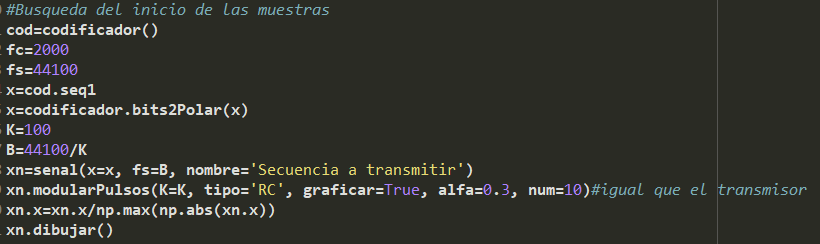 #Busqueda del inicio de las muestras
cod=codificador()
fc=2000
fs=44100
x=cod.seq1
x=codificador.bits2Polar(x)
K=100
B=44100/K
xn=senal(x=x, fs=B, nombre='Secuencia a transmitir')
xn.modularPulsos(K=K, tipo='RC', graficar=True, alfa=0.3, num=10)#igual que el transmisor
xn.x=xn.x/np.max(np.abs(xn.x))
xn.dibujar()